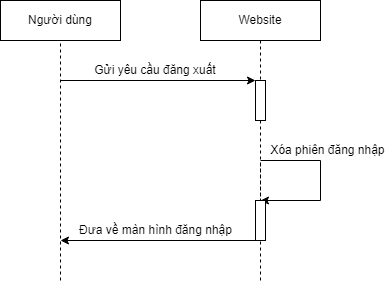 Người dùng
Website
Gửi yêu cầu đăng xuất
Xóa phiên đăng nhập
Đưa về màn hình đăng nhập